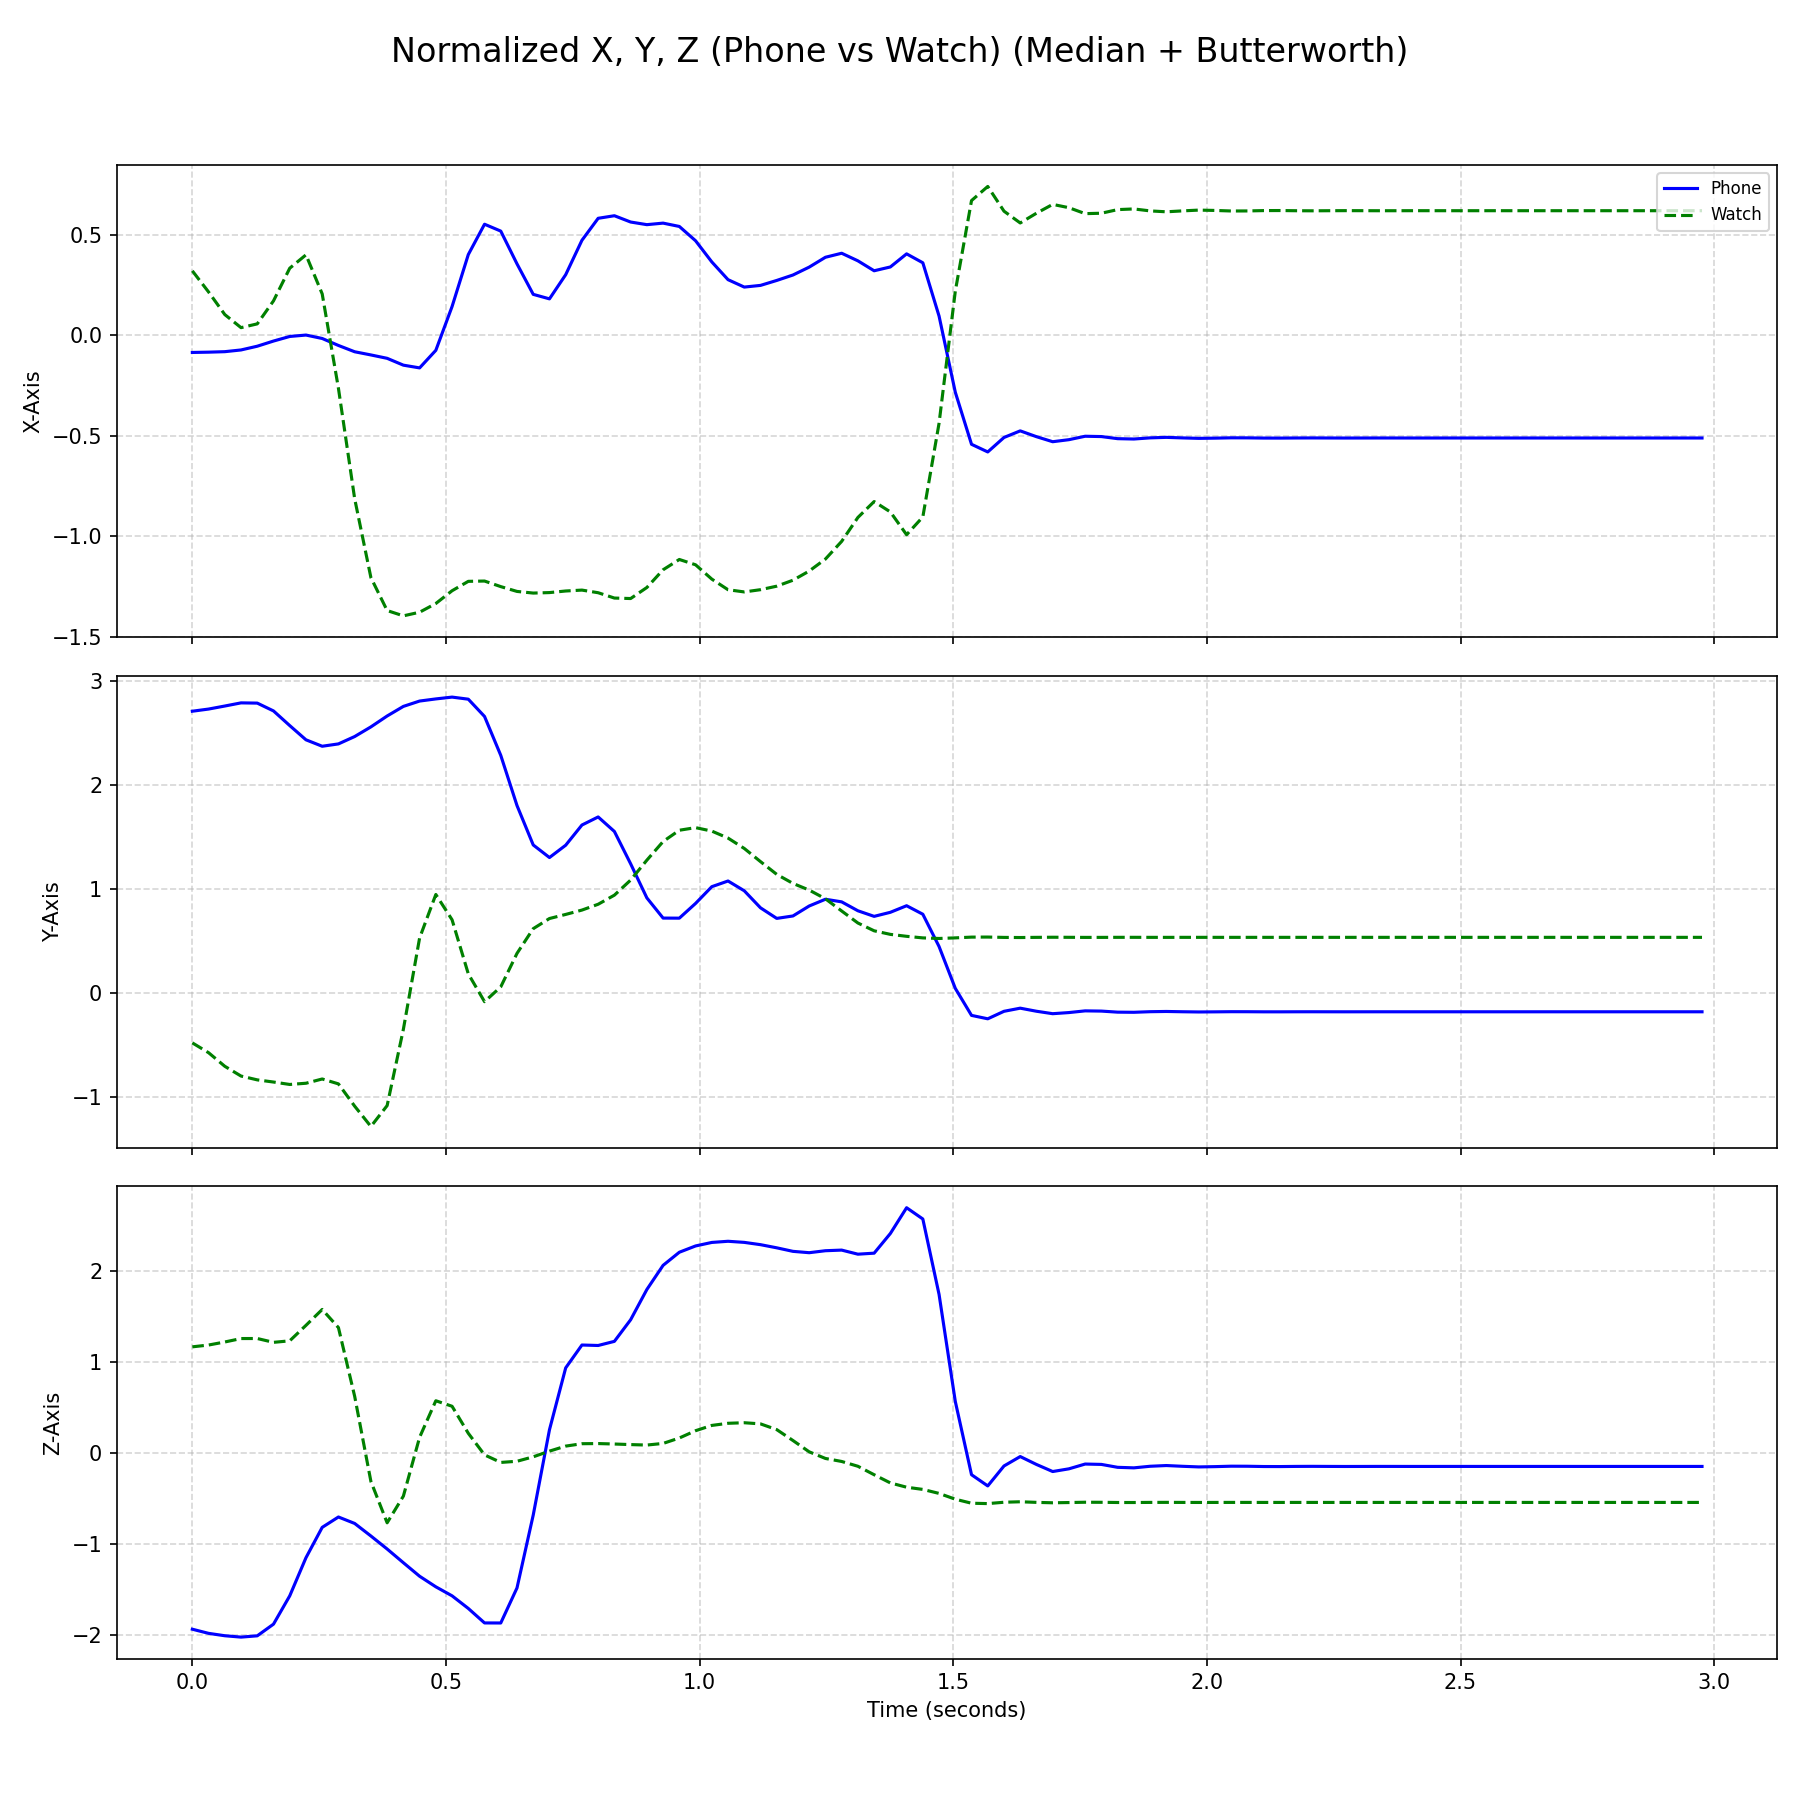 Normalized X, Y, Z (Phone vs Watch) (Median + Butterworth)
Phone
Watch
0.5
0.0
−0.5
−1.0
−1.5
X-Axis
3
2
1
0
−1
Y-Axis
2
1
0
−1
−2
Z-Axis
0.0 0.5 1.0 1.5 2.0 2.5 3.0
Time (seconds)